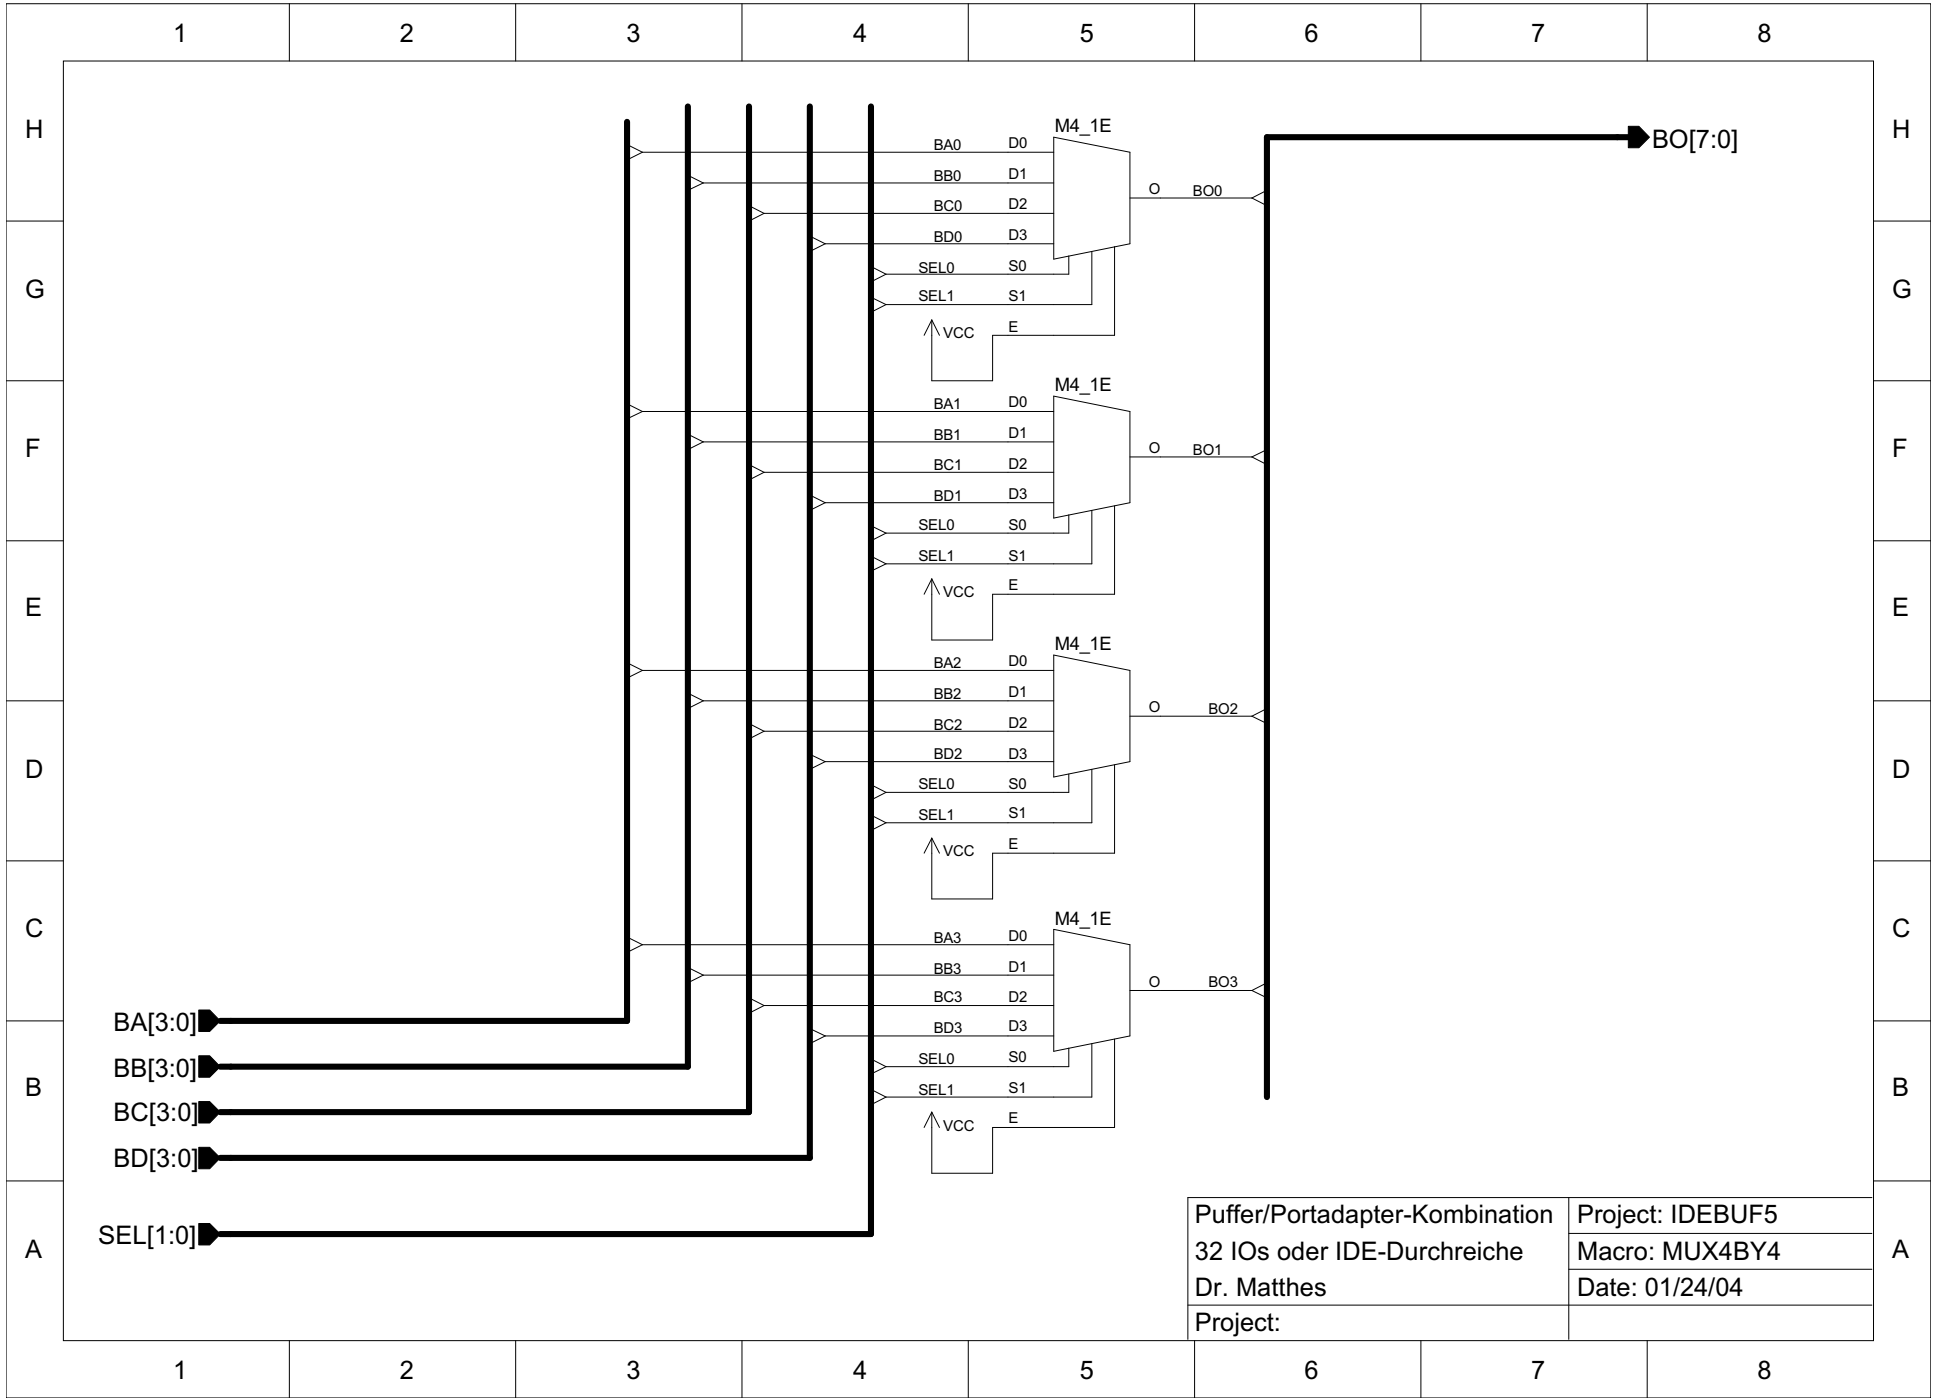 1 2 3 4 5 6 7 8
H H
M4_1E
BO[7:0]
BA0 D0
BB0 D1
O BO0
BC0 D2
BD0 D3
SEL0 S0
G G
SEL1 S1
VCC E
M4_1E
BA1 D0
BB1 D1
F O BO1 F
BC1 D2
BD1 D3
SEL0 S0
SEL1 S1
VCC E
E E
M4_1E
BA2 D0
BB2 D1
O BO2
BC2 D2
BD2 D3
D D
SEL0 S0
SEL1 S1
VCC E
M4_1E
C C
BA3 D0
BB3 D1
O BO3
BC3 D2
BA[3:0]
BD3 D3
SEL0 S0
BB[3:0]
SEL1 S1
B B
BC[3:0]
VCC E
BD[3:0]
Puffer/Portadapter-Kombination Project: IDEBUF5
SEL[1:0]
A 32 IOs oder IDE-Durchreiche Macro: MUX4BY4 A
Dr. Matthes Date: 01/24/04
Project:
1 2 3 4 5 6 7 8